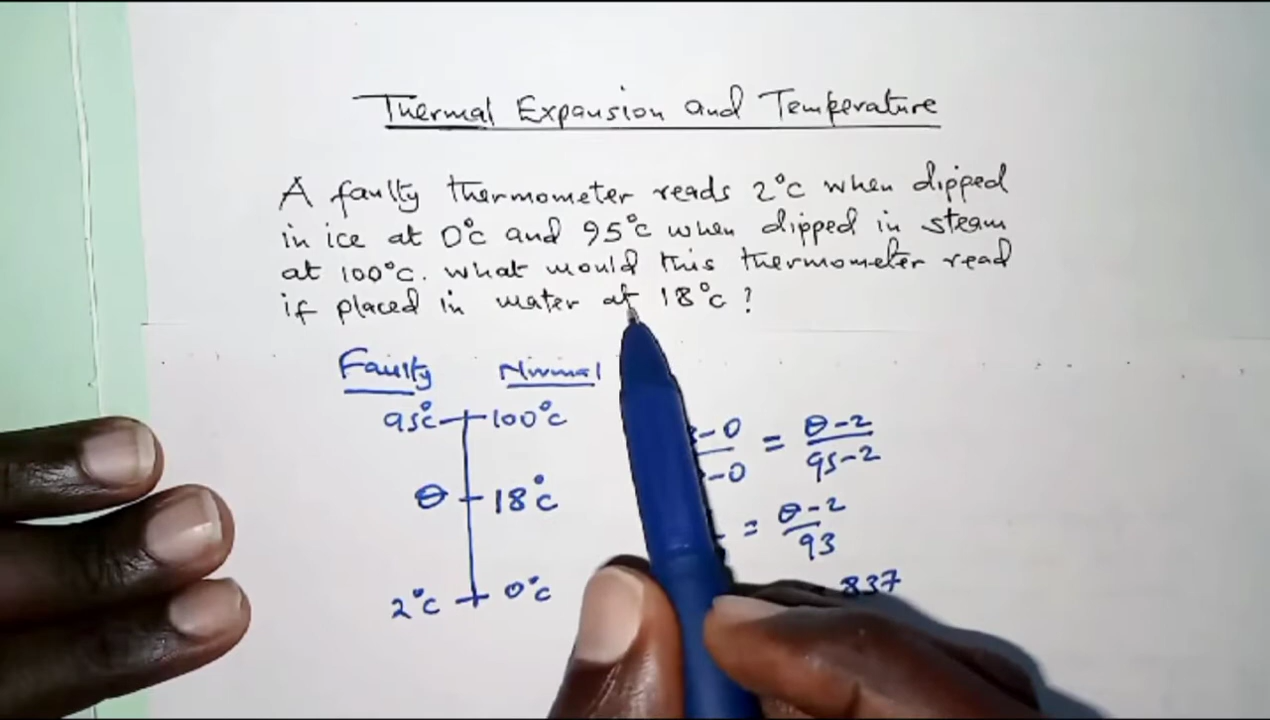 Thermal Expansion and Temperature
A faulty thermometer reads 2°C when dipped
in ice at 0°C and 95°C when dipped in steam
at 100°C. What would this thermometer read
if placed in water at 18°C ?
Faulty Normal
95°C 100°C
θ 18°C
2°C 0°C
-0 = θ-2
-0 95-2
= θ-2
93
837